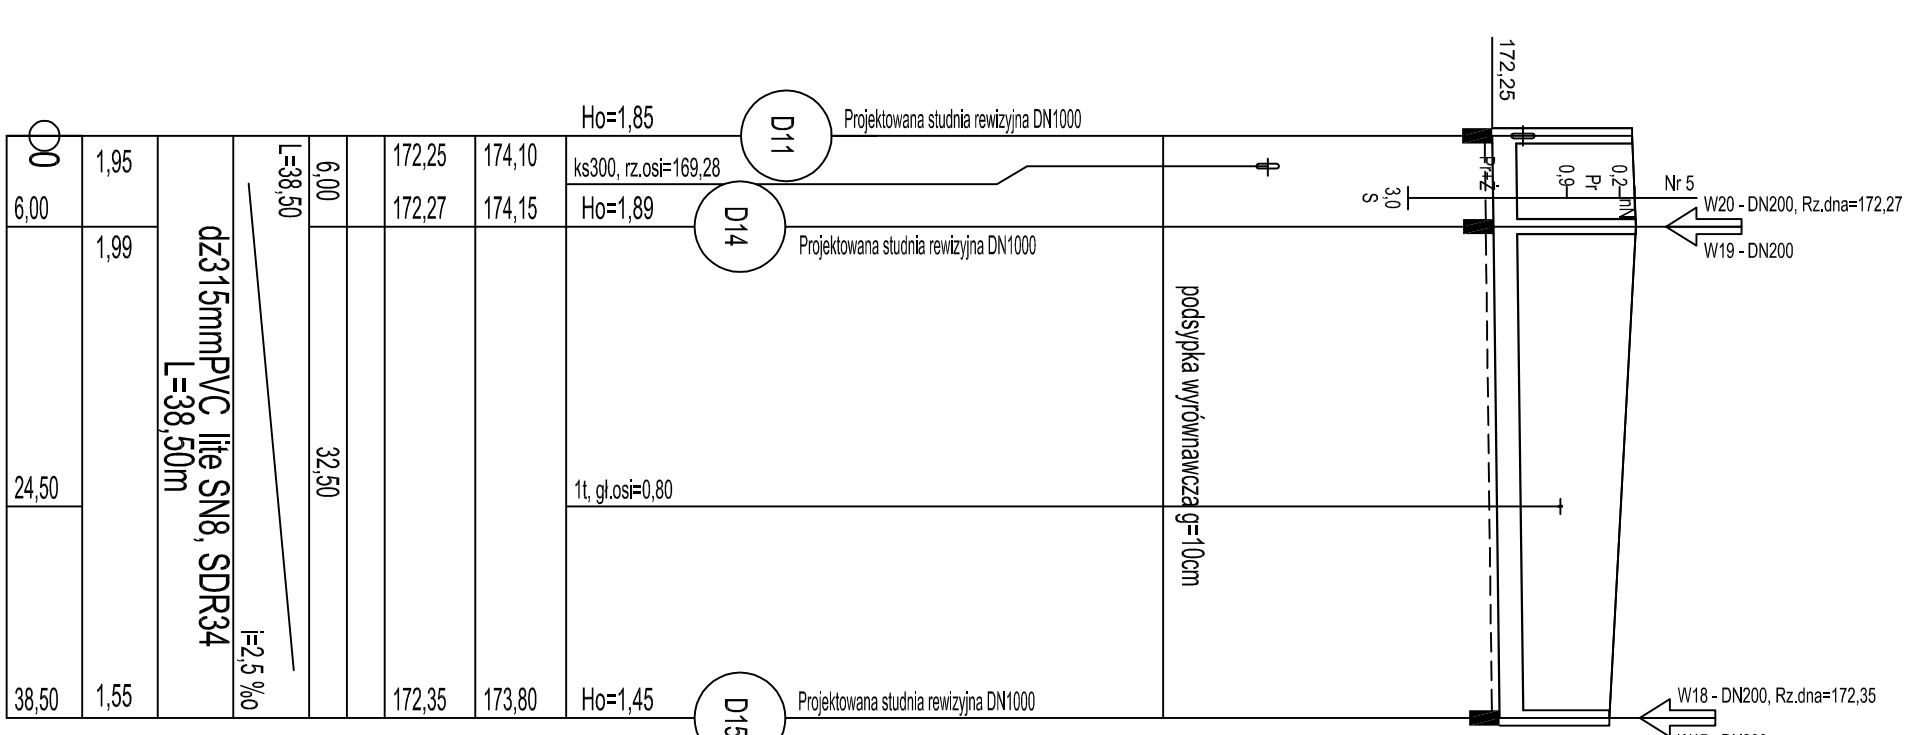 172,25
Ho=1,85
D11
Projektowana studnia rewizyjna DN1000
0
1,95
L=38,50
6,00
172,25
174,10
ks300, rz.osi=169,28
Pr+Ż
0,9
Pr
0,2
nN
Nr 5
3,0
S
W20 - DN200, Rz.dna=172,27
6,00
172,27
174,15
Ho=1,89
D14
W19 - DN200
1,99
Projektowana studnia rewizyjna DN1000
dz315mmPVC lite SN8, SDR34
L=38,50m
podsypka wyrównawcza g=10cm
24,50
32,50
1t, gł.osi=0,80
i=2,5 ‰
38,50
1,55
172,35
173,80
Ho=1,45
D15
Projektowana studnia rewizyjna DN1000
W18 - DN200, Rz.dna=172,35